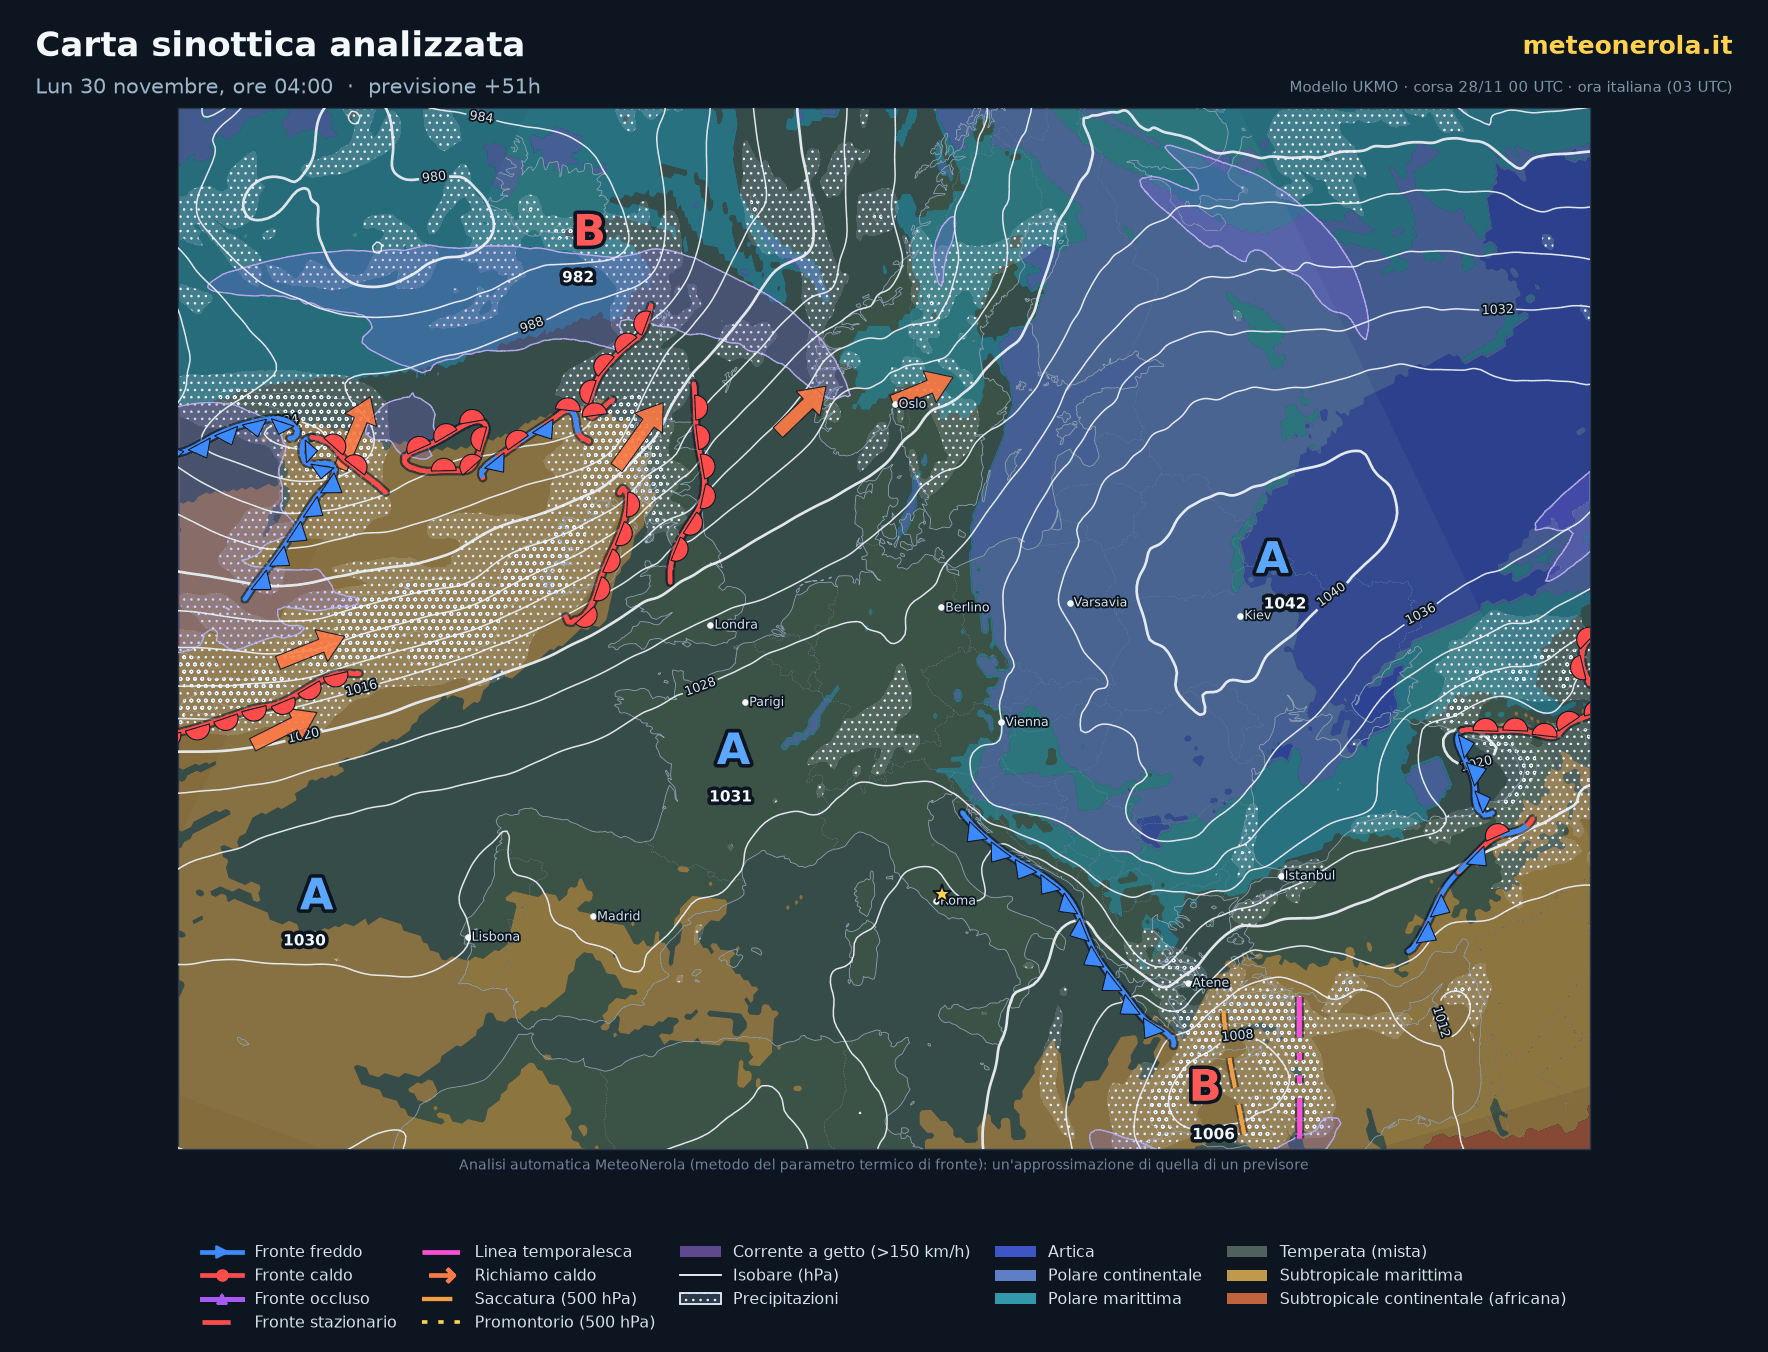 Carta sinottica analizzata
meteonerola.it
Lun 30 novembre, ore 04:00 · previsione +51h
Modello UKMO · corsa 28/11 00 UTC · ora italiana (03 UTC)
984
980
B
982
988
1032
Oslo
A
1042
1040
1036
Kiev
Varsavia
Berlino
Londra
1028
1016
Parigi
1020
Vienna
A
1031
1020
Istanbul
A
1030
Roma
Madrid
Lisbona
Atene
1012
1008
B
1006
Analisi automatica MeteoNerola (metodo del parametro termico di fronte): un'approssimazione di quella di un previsore
Fronte freddo
Fronte caldo
Fronte occluso
Fronte stazionario
Linea temporalesca
Richiamo caldo
Saccatura (500 hPa)
Promontorio (500 hPa)
Corrente a getto (>150 km/h)
Isobare (hPa)
Precipitazioni
Artica
Polare continentale
Polare marittima
Temperata (mista)
Subtropicale marittima
Subtropicale continentale (africana)